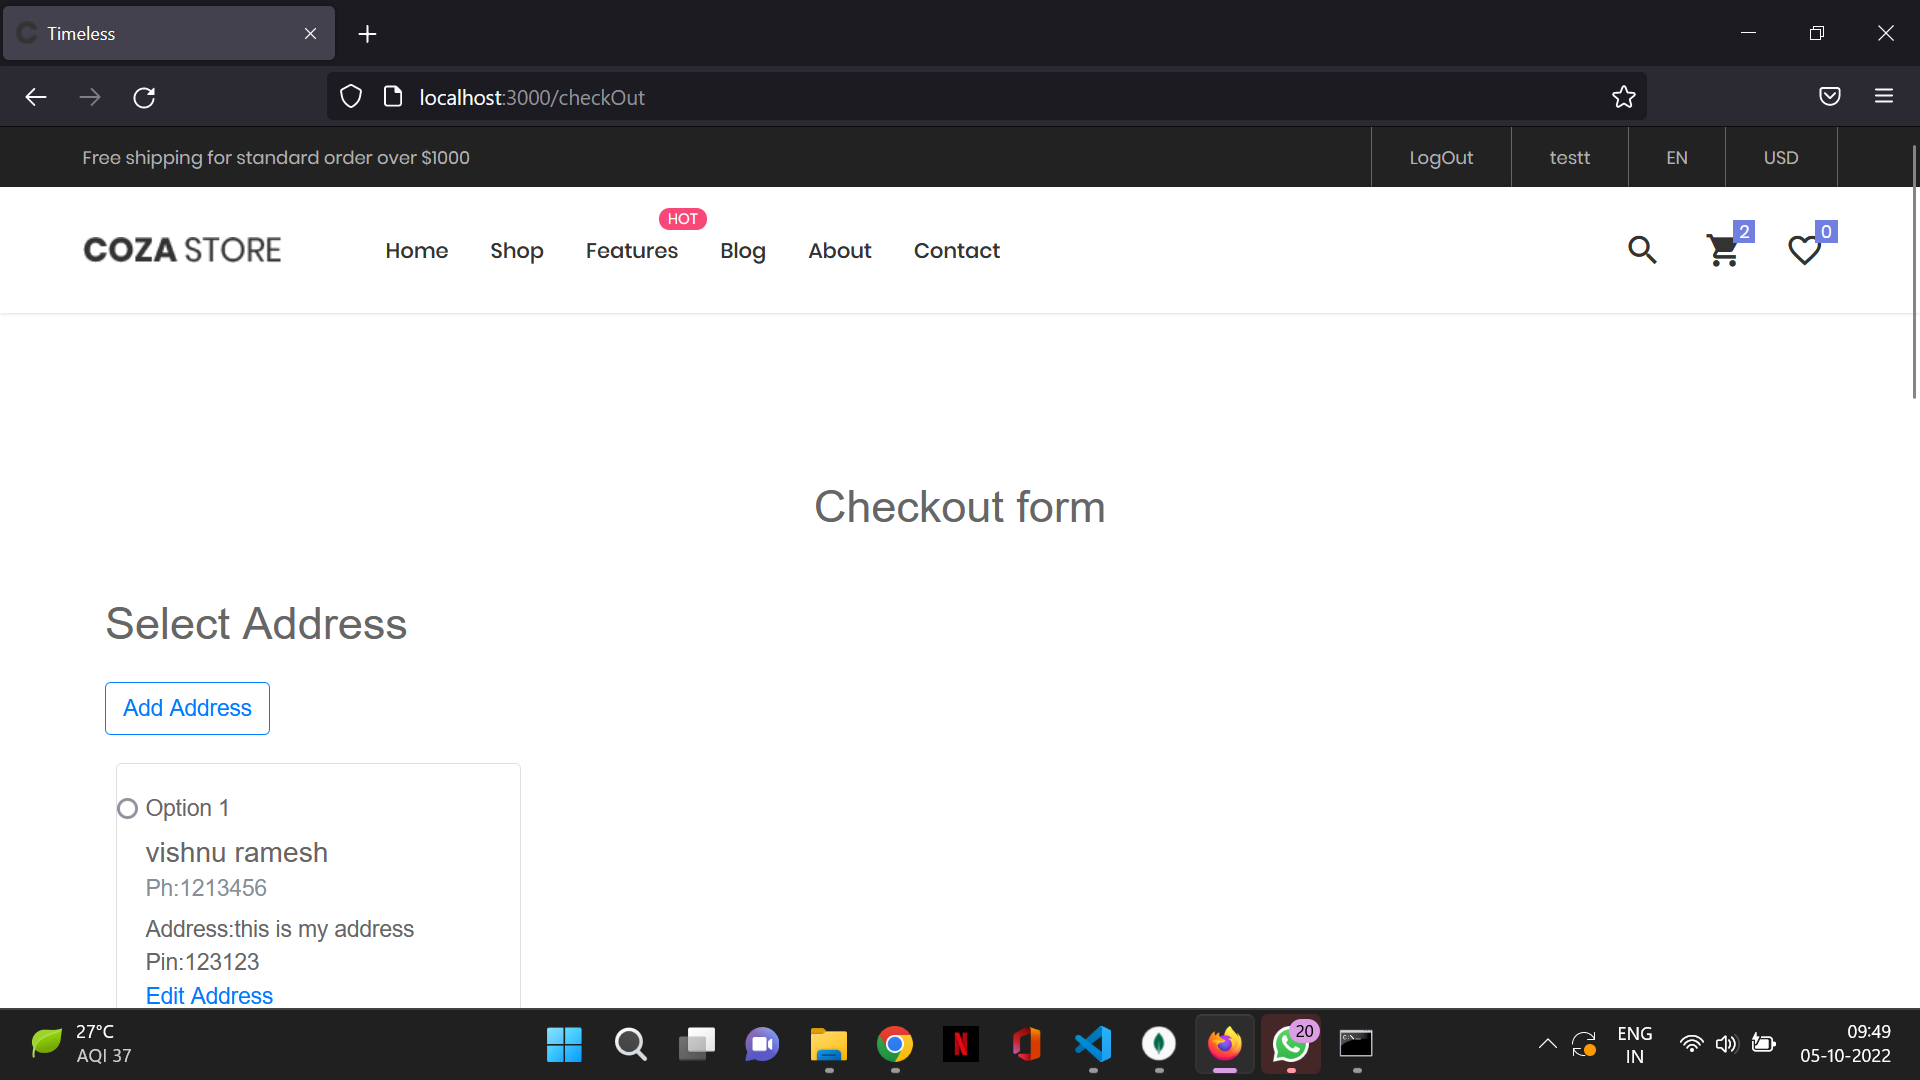 Timeless
localhost:3000/checkOut
Free shipping for standard order over $1000
LogOut
testt
EN
USD
COZA STORE
Home
Shop
Features
HOT
Blog
About
Contact
2
0
Checkout form
Select Address
Add Address
Option 1
vishnu ramesh
Ph:1213456
Address:this is my address
Pin:123123
Edit Address
27°C
AQI 37
20
ENG
IN
09:49
05-10-2022